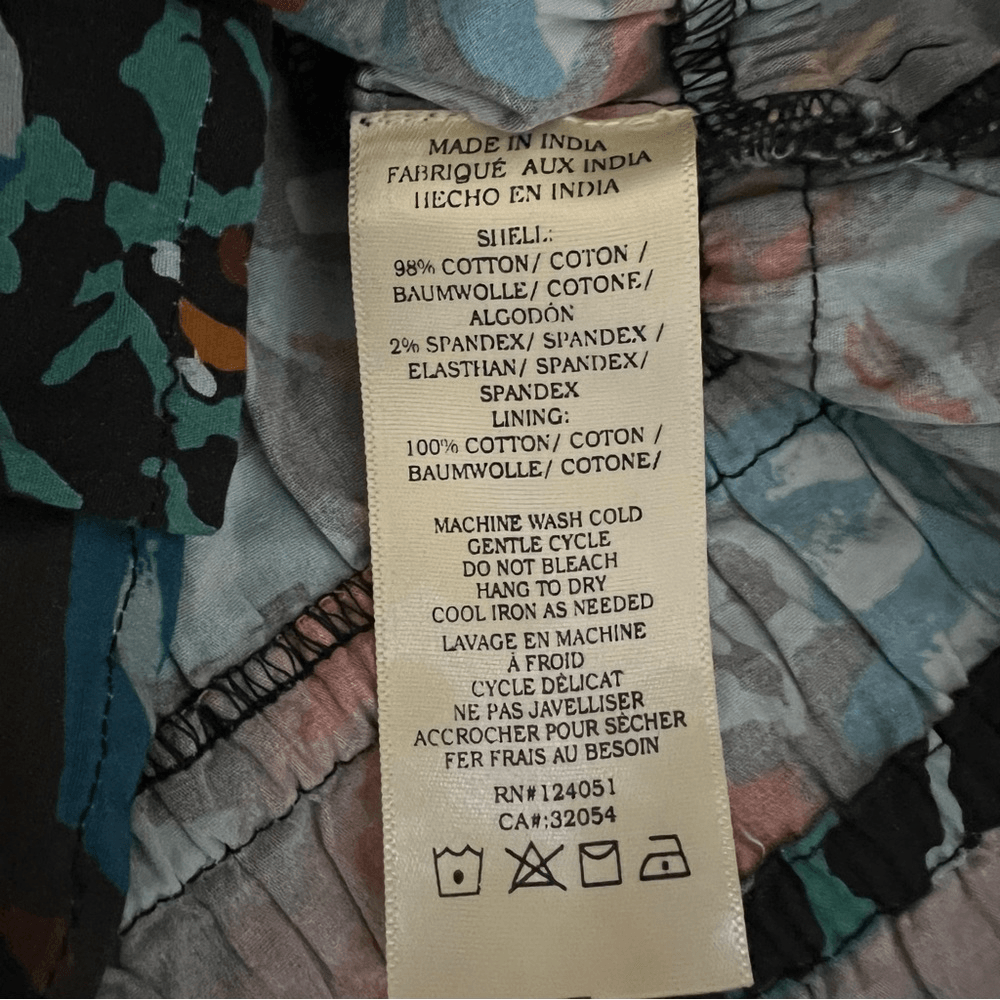 MADE IN INDIA
FABRIQUÉ AUX INDIA
HECHO EN INDIA
SHELL:
98% COTTON/ COTON /
BAUMWOLLE/ COTONE/
ALGODÓN
2% SPANDEX/ SPANDEX /
ELASTHAN/ SPANDEX/
SPANDEX
LINING:
100% COTTON/ COTON /
BAUMWOLLE/ COTONE/
MACHINE WASH COLD
GENTLE CYCLE
DO NOT BLEACH
HANG TO DRY
COOL IRON AS NEEDED
LAVAGE EN MACHINE
À FROID
CYCLE DÉLICAT
NE PAS JAVELLISER
ACCROCHER POUR SÉCHER
FER FRAIS AU BESOIN
RN#124051
CA#:32054